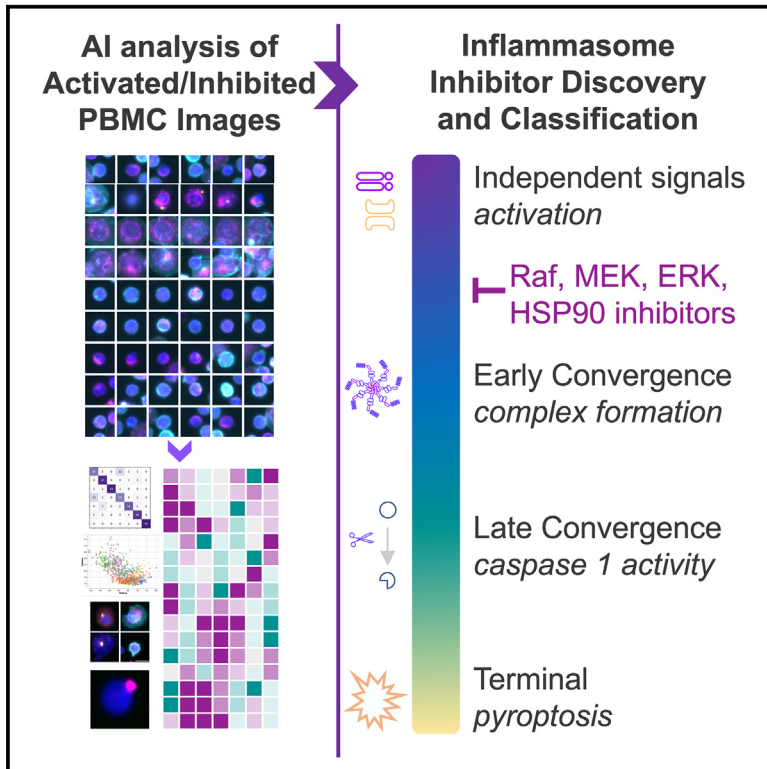 AI analysis of
Activated/Inhibited
PBMC Images
Inflammasome
Inhibitor Discovery
and Classification
Independent signals
activation
Raf, MEK, ERK,
HSP90 inhibitors
Early Convergence
complex formation
Late Convergence
caspase 1 activity
Terminal
pyroptosis